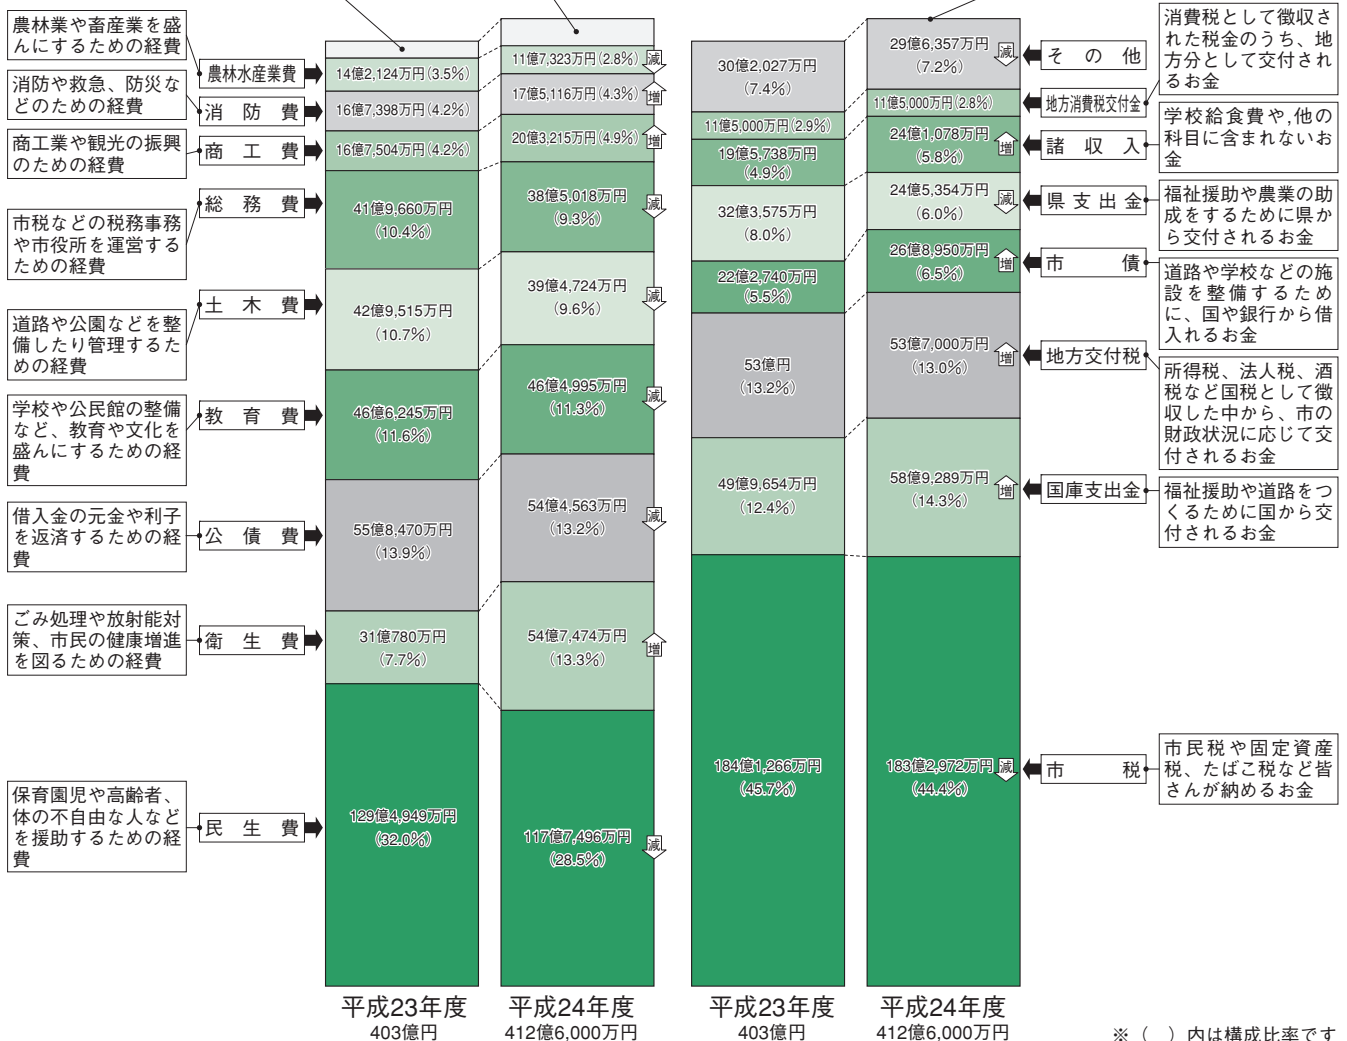 農林業や畜産業を盛
んにするための経費
農林水産業費
消防や救急、防災な
どのための経費
消防費
商工業や観光の振興
のための経費
商工費
総務費
市税などの税務事務
や市役所を運営する
ための経費
土木費
道路や公園などを整
備したり管理するた
めの経費
教育費
学校や公民館の整備
など、教育や文化を
盛んにするための経
費
公債費
借入金の元金や利子
を返済するための経
費
衛生費
ごみ処理や放射能対
策、市民の健康増進
を図るための経費
民生費
保育園児や高齢者、
体の不自由な人など
を援助するための経
費
14億2,124万円(3.5%)
16億7,398万円(4.2%)
16億7,504万円(4.2%)
41億9,660万円
(10.4%)
42億9,515万円
(10.7%)
46億6,245万円
(11.6%)
55億8,470万円
(13.9%)
31億780万円
(7.7%)
129億4,949万円
(32.0%)
平成23年度
403億円
11億7,323万円(2.8%) 減
17億5,116万円(4.3%) 増
20億3,215万円(4.9%) 増
38億5,018万円 減
(9.3%)
39億4,724万円 減
(9.6%)
46億4,995万円 減
(11.3%)
54億4,563万円 減
(13.2%)
54億7,474万円 増
(13.3%)
117億7,496万円 減
(28.5%)
平成24年度
412億6,000万円
30億2,027万円
(7.4%)
11億5,000万円(2.9%)
19億5,738万円
(4.9%)
32億3,575万円
(8.0%)
22億2,740万円
(5.5%)
53億円
(13.2%)
49億9,654万円
(12.4%)
184億1,266万円
(45.7%)
平成23年度
403億円
29億6,357万円 減
(7.2%)
11億5,000万円(2.8%)
24億1,078万円 増
(5.8%)
24億5,354万円 減
(6.0%)
26億8,950万円 増
(6.5%)
53億7,000万円 増
(13.0%)
58億9,289万円 増
(14.3%)
183億2,972万円 減
(44.4%)
平成24年度
412億6,000万円
その他
地方消費税交付金
消費税として徴収さ
れた税金のうち、地
方分として交付され
るお金
諸収入
学校給食費や,他の
科目に含まれないお
金
県支出金
福祉援助や農業の助
成をするために県か
ら交付されるお金
市債
道路や学校などの施
設を整備するため
に、国や銀行から借
入れるお金
地方交付税
所得税、法人税、酒
税など国税として徴
収した中から、市の
財政状況に応じて交
付されるお金
国庫支出金
福祉援助や道路をつ
くるために国から交
付されるお金
市税
市民税や固定資産
税、たばこ税など皆
さんが納めるお金
※( )内は構成比率です